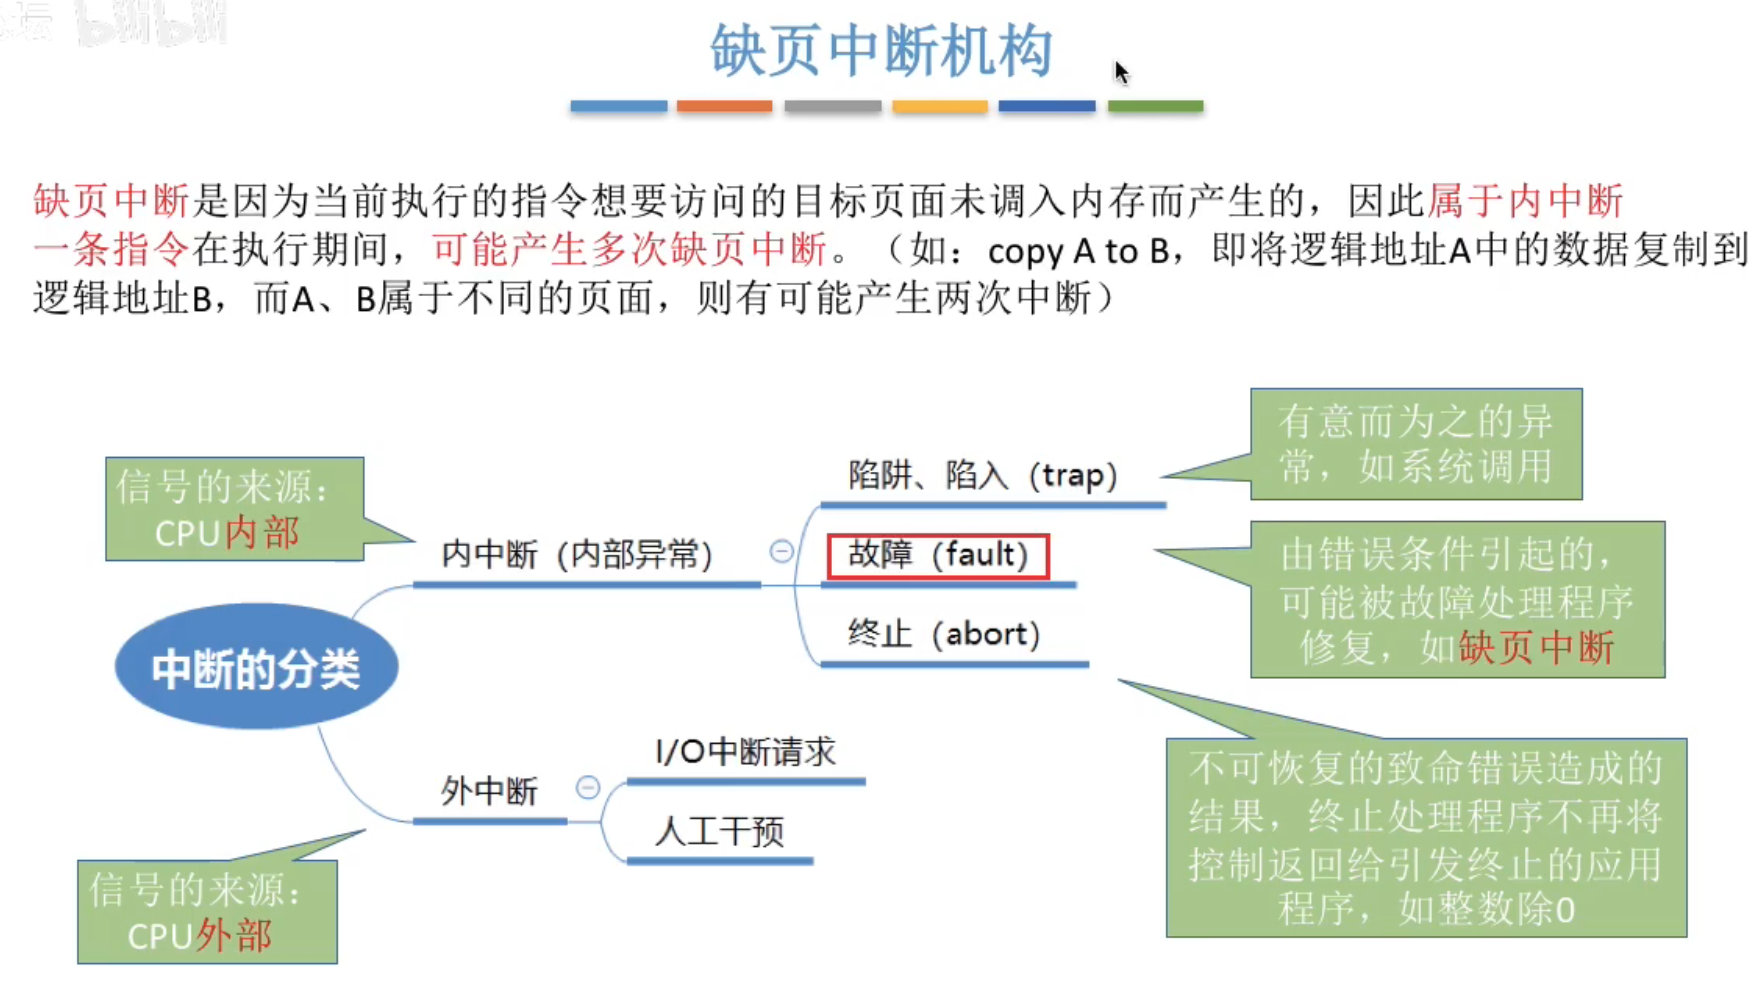 坛 bilibili
缺页中断机构
缺页中断是因为当前执行的指令想要访问的目标页面未调入内存而产生的，因此属于内中断
一条指令在执行期间，可能产生多次缺页中断。（如：copy A to B，即将逻辑地址A中的数据复制到
逻辑地址B，而A、B属于不同的页面，则有可能产生两次中断）
有意而为之的异
常，如系统调用
信号的来源：
CPU内部
陷阱、陷入（trap）
内中断（内部异常）
故障（fault）
由错误条件引起的，
可能被故障处理程序
修复，如缺页中断
终止（abort）
中断的分类
I/O中断请求
外中断
人工干预
不可恢复的致命错误造成的
结果，终止处理程序不再将
控制返回给引发终止的应用
程序，如整数除0
信号的来源：
CPU外部